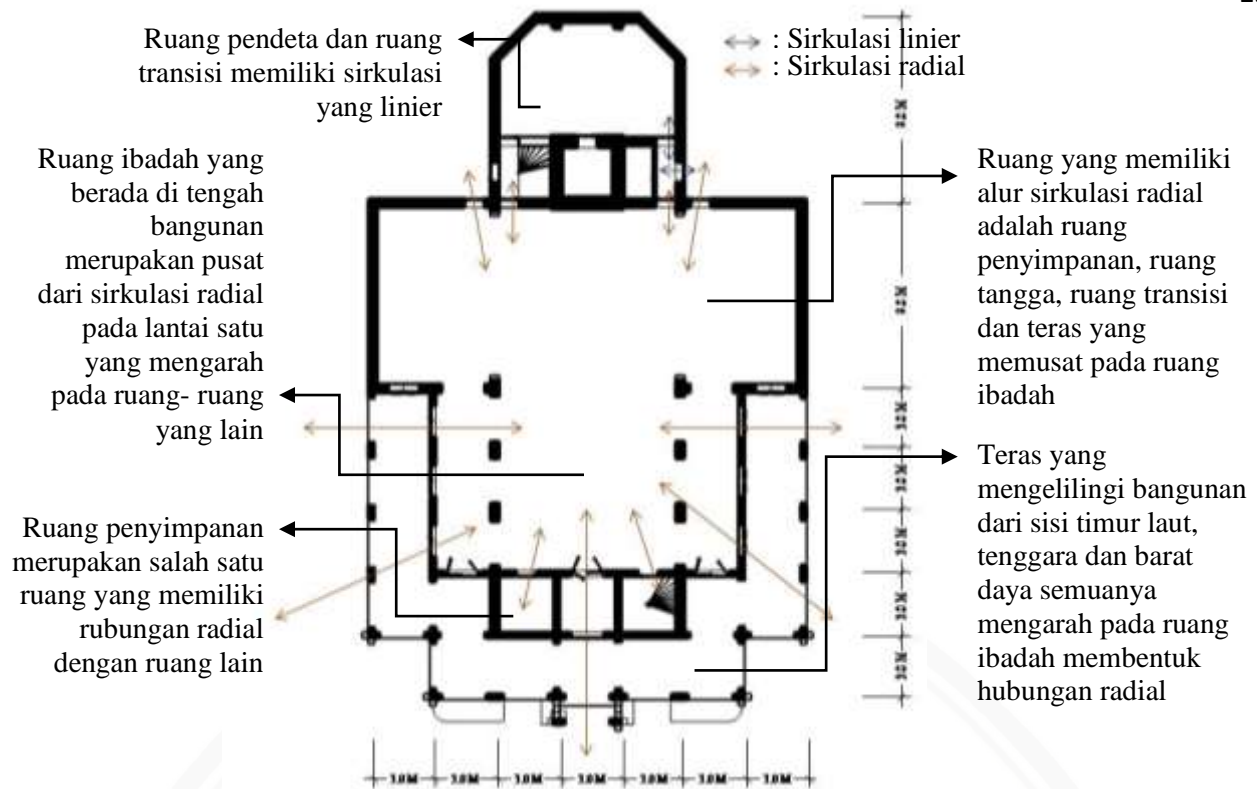 Ruang pendeta dan ruang
transisi memiliki sirkulasi
yang linier
: Sirkulasi linier
: Sirkulasi radial
Ruang ibadah yang
berada di tengah
bangunan
merupakan pusat
dari sirkulasi radial
pada lantai satu
yang mengarah
pada ruang- ruang
yang lain
Ruang penyimpanan
merupakan salah satu
ruang yang memiliki
rubungan radial
dengan ruang lain
Ruang yang memiliki
alur sirkulasi radial
adalah ruang
penyimpanan, ruang
tangga, ruang transisi
dan teras yang
memusat pada ruang
ibadah
Teras yang
mengelilingi bangunan
dari sisi timur laut,
tenggara dan barat
daya semuanya
mengarah pada ruang
ibadah membentuk
hubungan radial